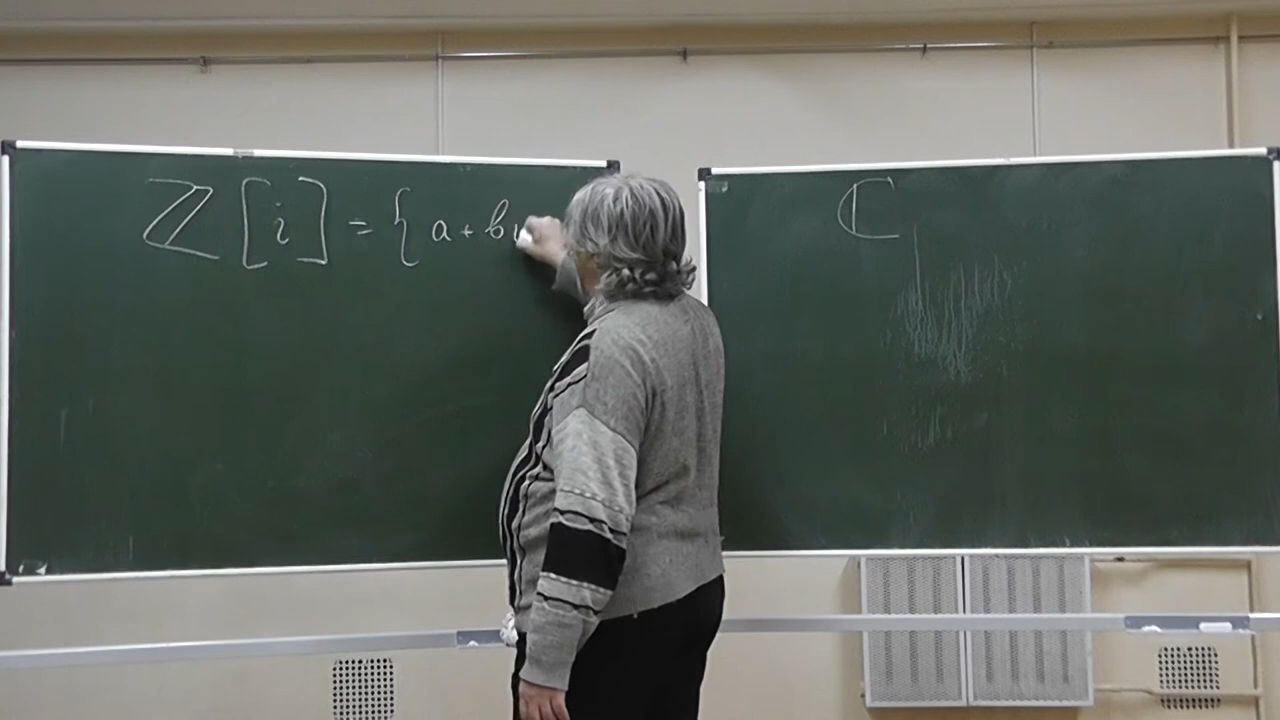 ℤ[i] = { a + b
ℂ